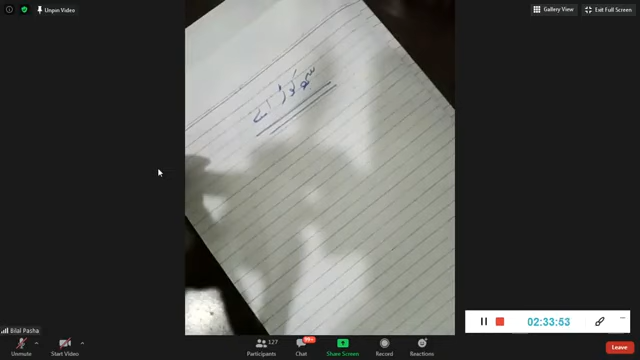 Unpin Video
Gallery View
Exit Full Screen
Bilal Pasha
02:33:53
Unmute
Start Video
127
Participants
99+
Chat
Share Screen
Record
Reactions
Leave